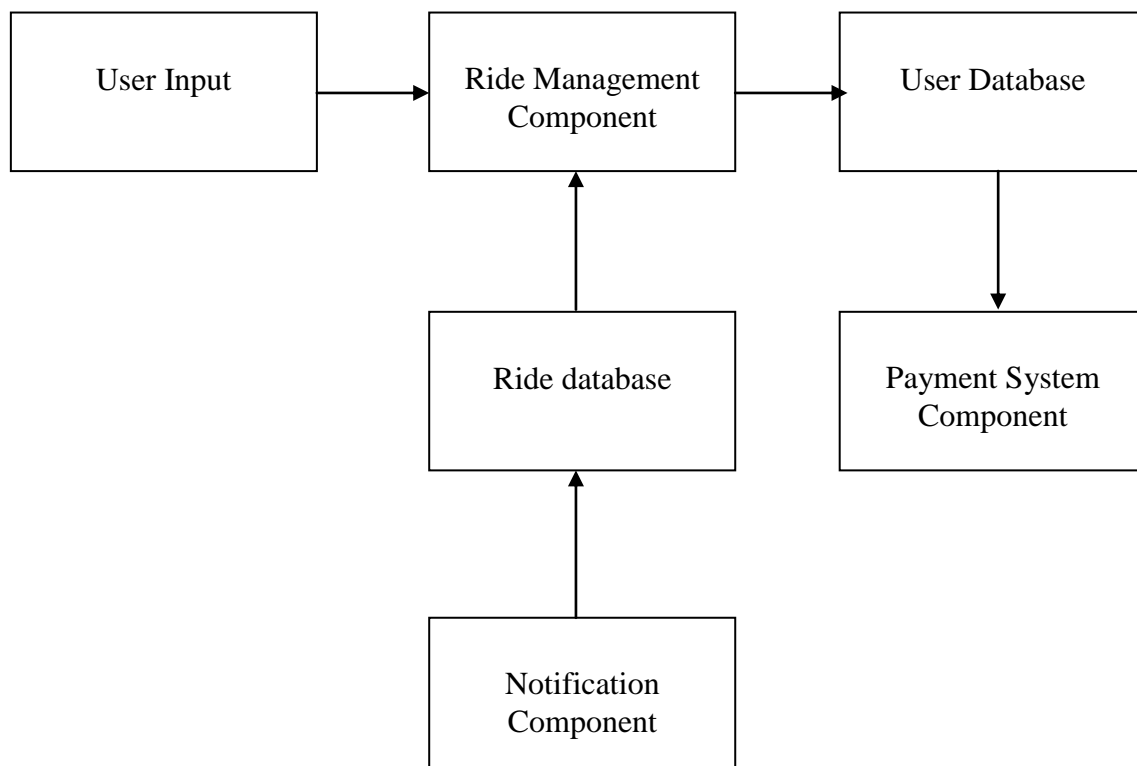 User Input
Ride Management
Component
User Database
Ride database
Payment System
Component
Notification
Component